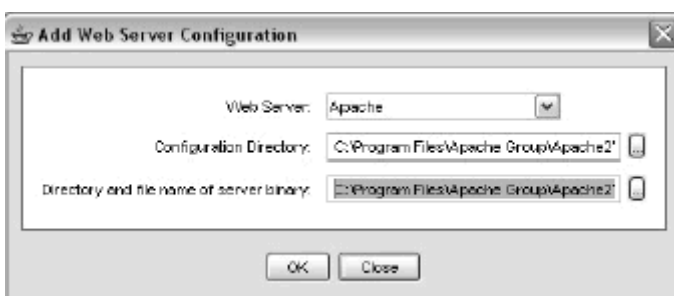 Add Web Server Configuration
Web Server: Apache
Configuration Directory: C:\Program Files\Apache Group\Apache2\
Directory and file name of server binary: C:\Program Files\Apache Group\Apache2\
OK Close